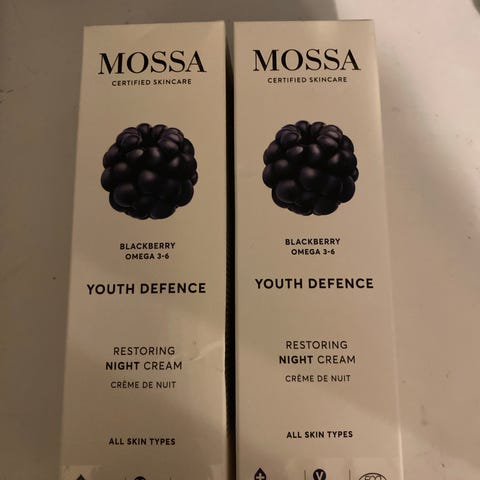 MOSSA
CERTIFIED SKINCARE
BLACKBERRY
OMEGA 3-6
YOUTH DEFENCE
RESTORING
NIGHT CREAM
CRÈME DE NUIT
ALL SKIN TYPES
MOSSA
CERTIFIED SKINCARE
BLACKBERRY
OMEGA 3-6
YOUTH DEFENCE
RESTORING
NIGHT CREAM
CRÈME DE NUIT
ALL SKIN TYPES